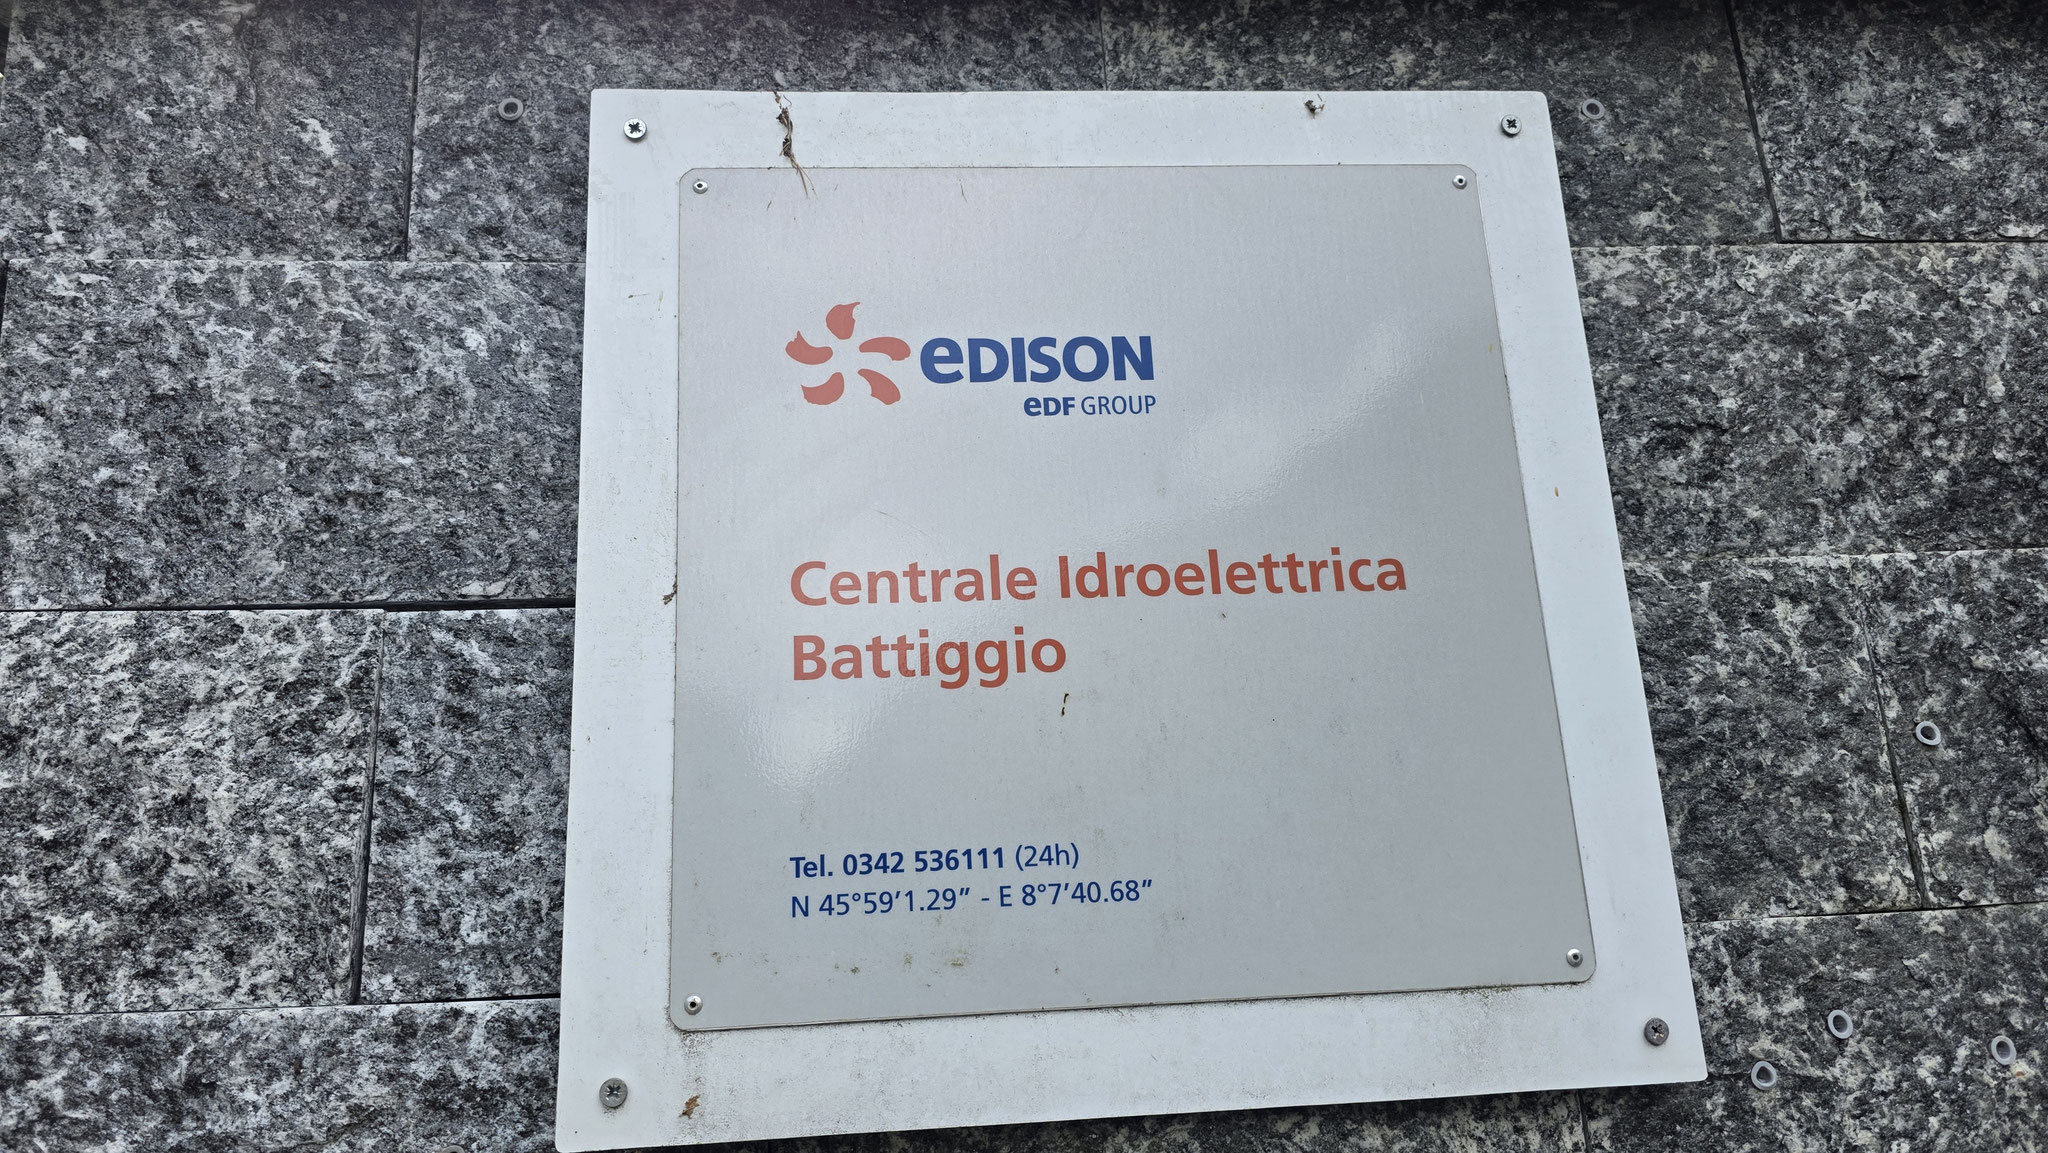 eDISON
eDF GROUP
Centrale Idroelettrica
Battiggio
Tel. 0342 536111 (24h)
N 45°59’1.29” - E 8°7’40.68”